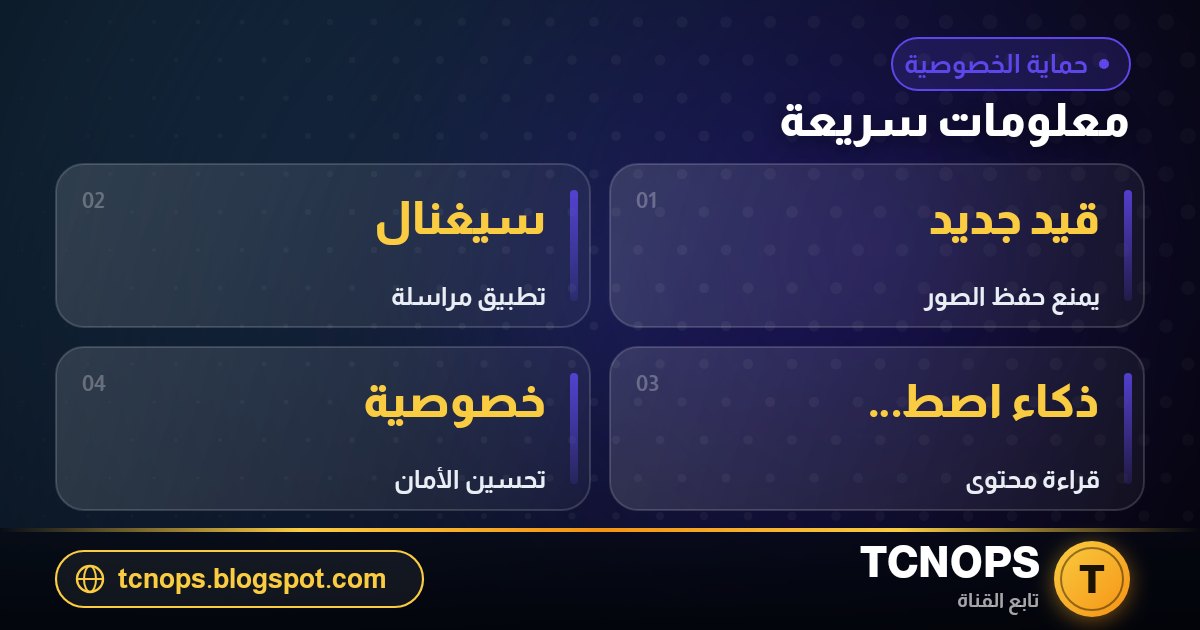 حماية الخصوصية
معلومات سريعة
01
قيد جديد
يمنع حفظ الصور
02
سيغنال
تطبيق مراسلة
03
ذكاء اصط...
قراءة محتوى
04
خصوصية
تحسين الأمان
T
TCNOPS
تابع القناة
tcnops.blogspot.com